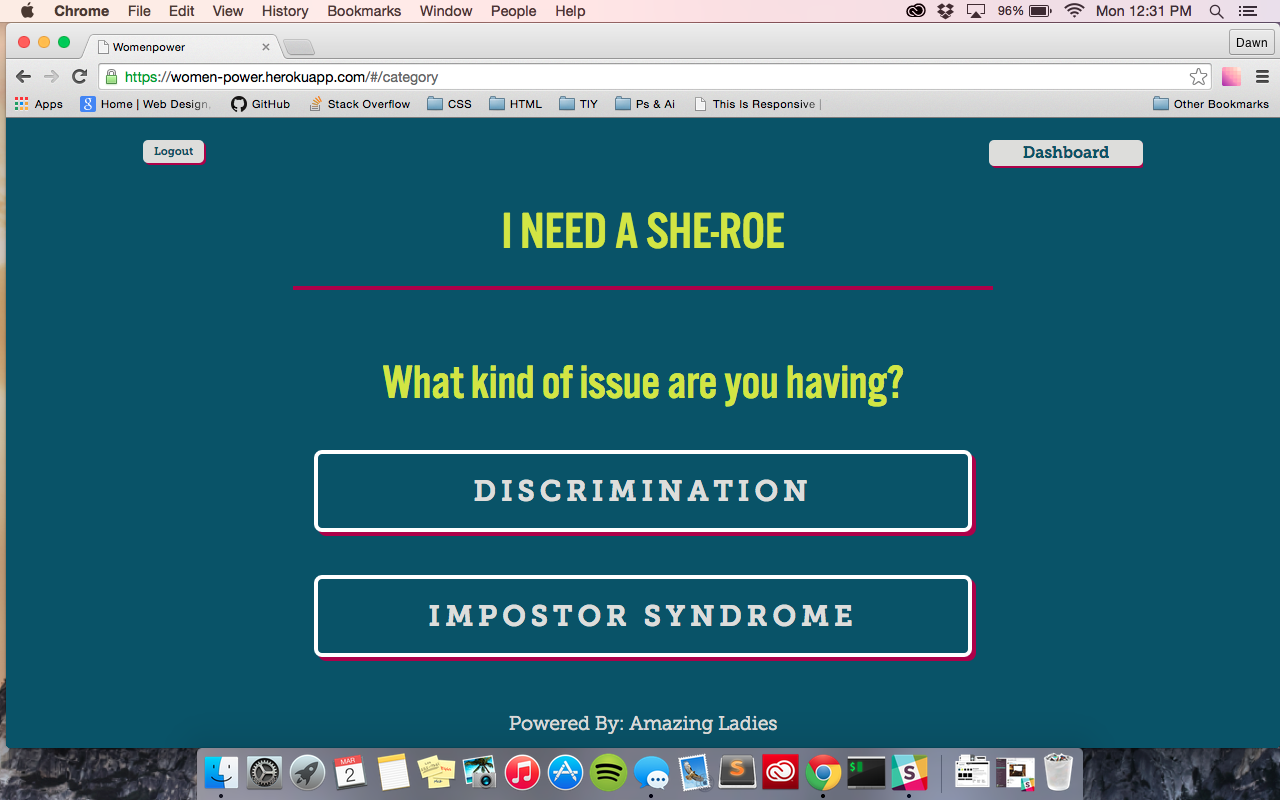 Chrome File Edit View History Bookmarks Window People Help 96% Mon 12:31 PM
Womenpower
Dawn
https://women-power.herokuapp.com/#/category
Apps Home | Web Design, GitHub Stack Overflow CSS HTML TIY Ps & Ai This Is Responsive | Other Bookmarks
Logout Dashboard
I NEED A SHE-ROE
What kind of issue are you having?
DISCRIMINATION
IMPOSTOR SYNDROME
Powered By: Amazing Ladies
MAR
2